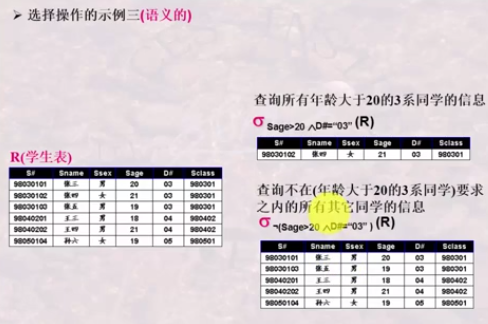 ➢ 选择操作的示例三(语义的)
查询所有年龄大于20的3系同学的信息
σ Sage>20 ∧D#="03" (R)
S# Sname Ssex Sage D# Sclass
98030102 张四 女 21 03 980301
R(学生表)
S# Sname Ssex Sage D# Sclass
98030101 张三 男 20 03 980301
98030102 张四 女 21 03 980301
98030103 张五 男 19 03 980301
98040201 王三 男 18 04 980402
98040202 王四 男 21 04 980402
98050104 孙六 女 19 05 980501
查询不在(年龄大于20的3系同学)要求
之内的所有其它同学的信息
σ ¬(Sage>20 ∧D#="03" ) (R)
S# Sname Ssex Sage D# Sclass
98030101 张三 男 20 03 980301
98030103 张五 男 19 03 980301
98040201 王三 男 18 04 980402
98040202 王四 男 21 04 980402
98050104 孙六 女 19 05 980501